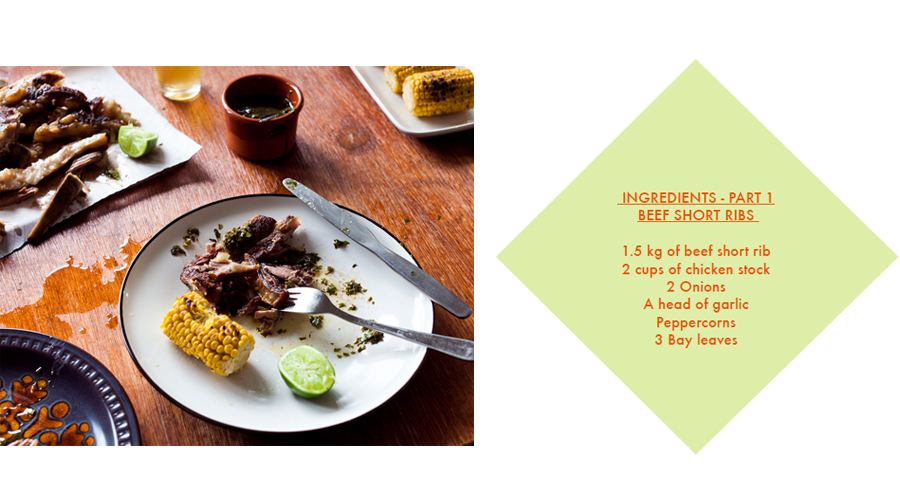 INGREDIENTS - PART 1
BEEF SHORT RIBS
1.5 kg of beef short rib
2 cups of chicken stock
2 Onions
A head of garlic
Peppercorns
3 Bay leaves